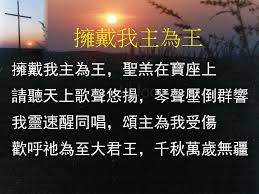 擁戴我主為王
擁戴我主為王，聖羔在寶座上
請聽天上歌聲悠揚，琴聲壓倒群響
我靈速醒同唱，頌主為我受傷
歡呼祂為至大君王，千秋萬歲無疆